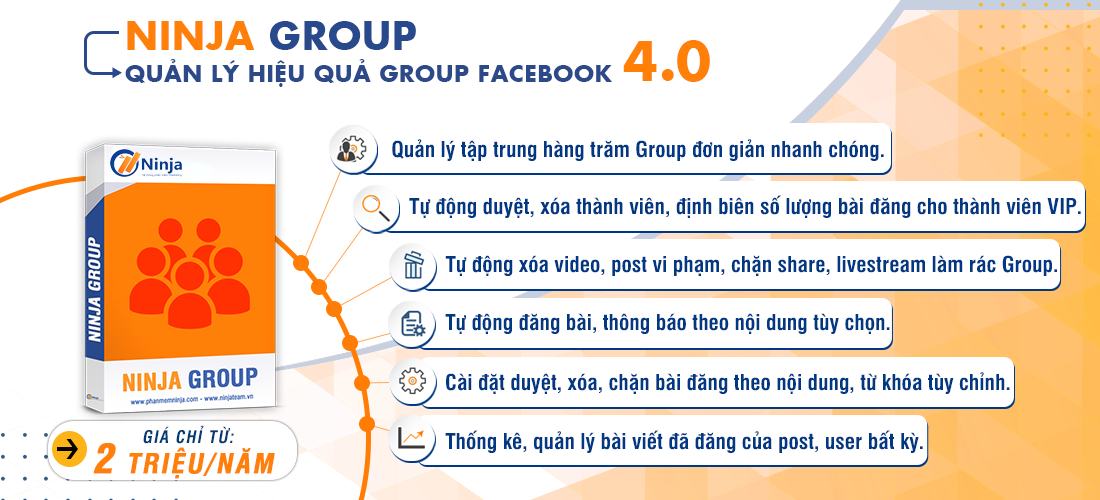 NINJA GROUP
QUẢN LÝ HIỆU QUẢ GROUP FACEBOOK 4.0
Quản lý tập trung hàng trăm Group đơn giản nhanh chóng.
Tự động duyệt, xóa thành viên, định biên số lượng bài đăng cho thành viên VIP.
Tự động xóa video, post vi phạm, chặn share, livestream làm rác Group.
Tự động đăng bài, thông báo theo nội dung tùy chọn.
Cài đặt duyệt, xóa, chặn bài đăng theo nội dung, từ khóa tùy chỉnh.
Thống kê, quản lý bài viết đã đăng của post, user bất kỳ.
Ninja
NINJA GROUP
NINJA GROUP
www.phanmemninja.com - www.ninjateam.vn
GIÁ CHỈ TỪ:
2 TRIỆU/NĂM